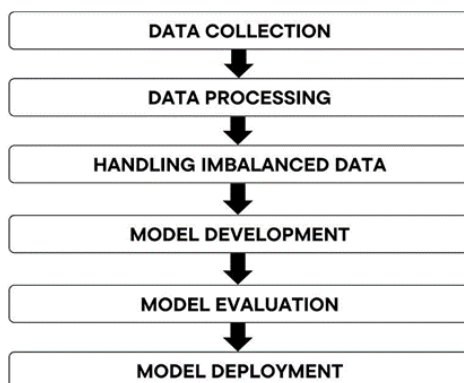 DATA COLLECTION
DATA PROCESSING
HANDLING IMBALANCED DATA
MODEL DEVELOPMENT
MODEL EVALUATION
MODEL DEPLOYMENT